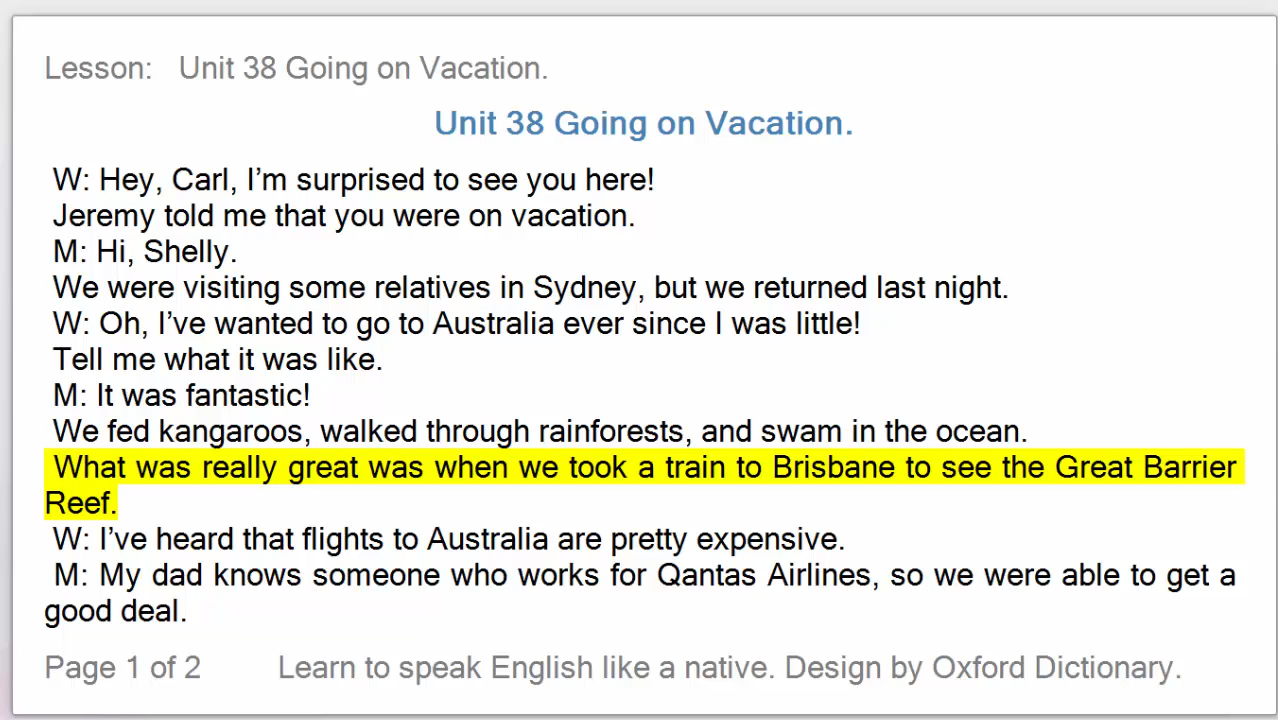 Lesson: Unit 38 Going on Vacation.
Unit 38 Going on Vacation.
W: Hey, Carl, I’m surprised to see you here!
Jeremy told me that you were on vacation.
M: Hi, Shelly.
We were visiting some relatives in Sydney, but we returned last night.
W: Oh, I’ve wanted to go to Australia ever since I was little!
Tell me what it was like.
M: It was fantastic!
We fed kangaroos, walked through rainforests, and swam in the ocean.
What was really great was when we took a train to Brisbane to see the Great Barrier
Reef.
W: I’ve heard that flights to Australia are pretty expensive.
M: My dad knows someone who works for Qantas Airlines, so we were able to get a
good deal.
Page 1 of 2 Learn to speak English like a native. Design by Oxford Dictionary.